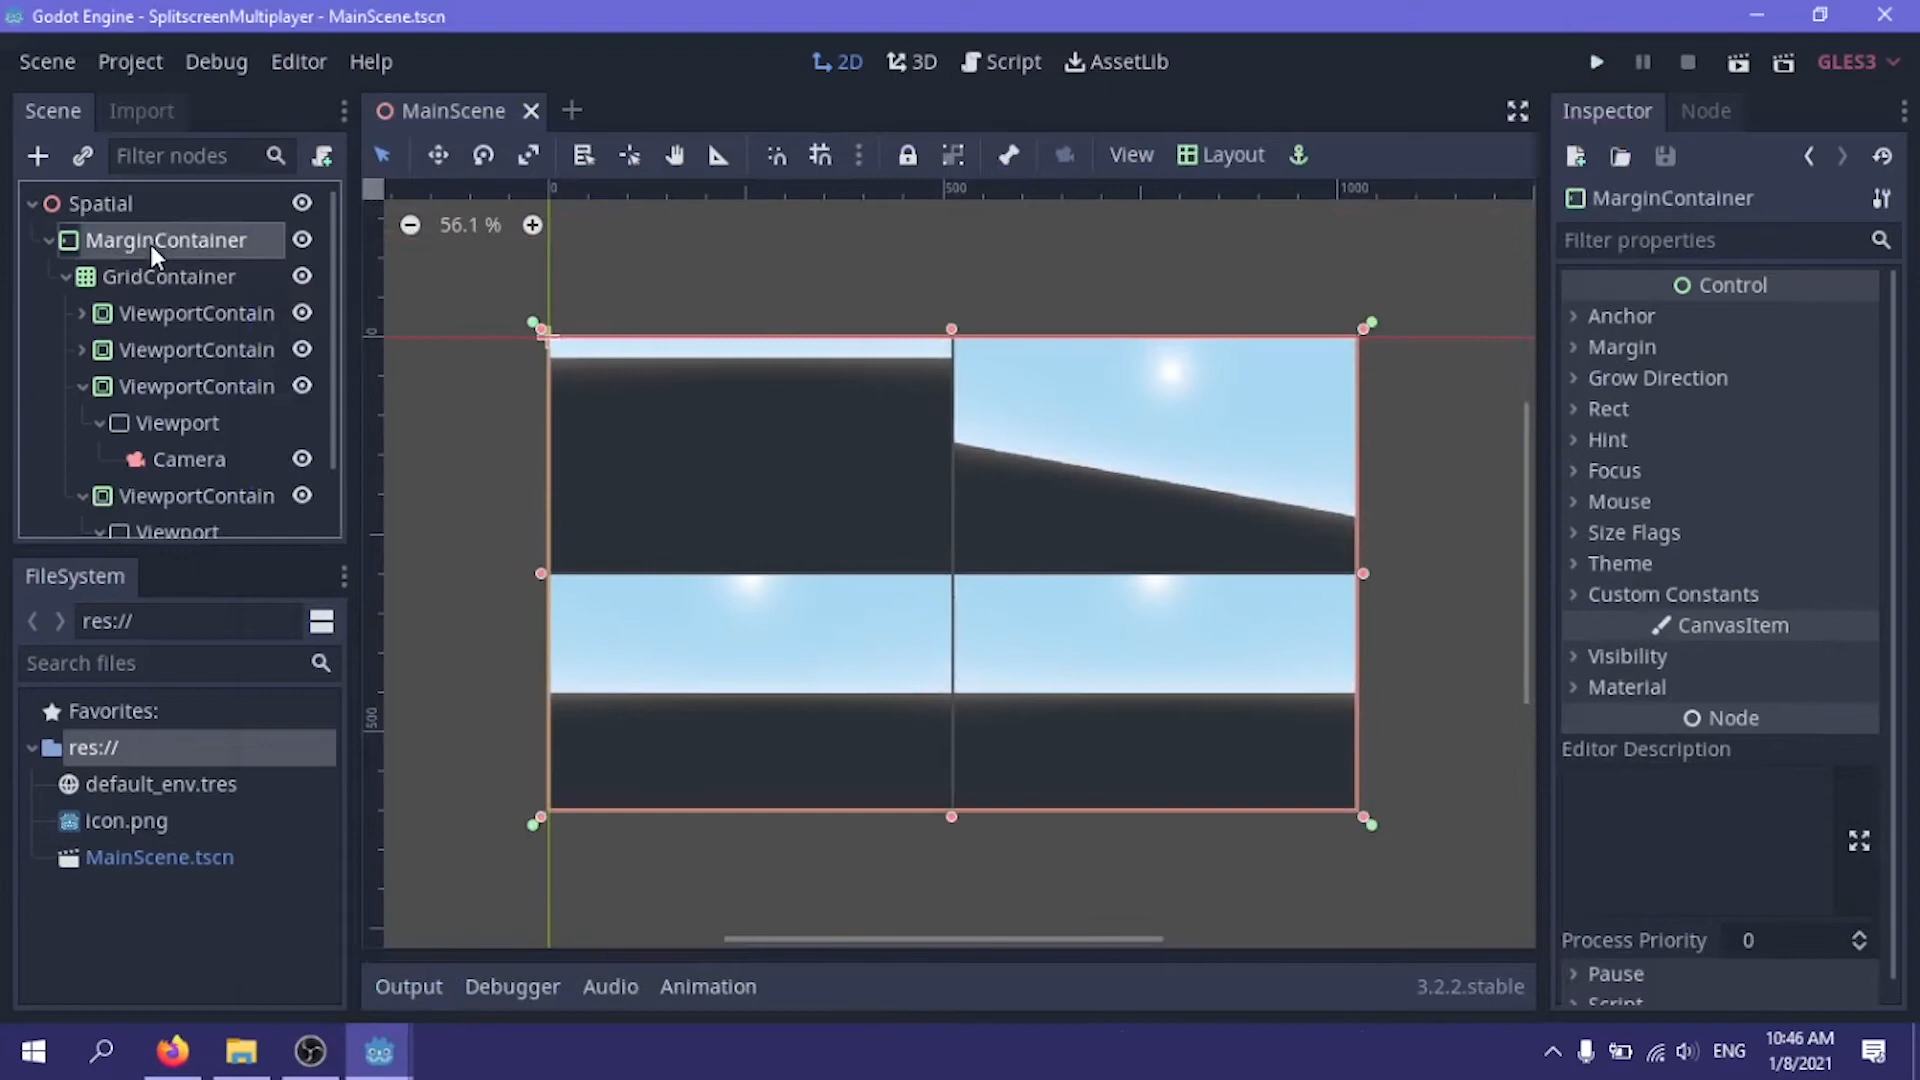 Godot Engine - SplitscreenMultiplayer - MainScene.tscn
Scene Project Debug Editor Help
2D 3D Script AssetLib
GLES3
Scene Import
MainScene
Inspector Node
Filter nodes
View Layout
0 500 1000
Spatial
56.1 %
MarginContainer
Filter properties
MarginContainer
GridContainer
ViewportContain
ViewportContain
ViewportContain
Viewport
Camera
ViewportContain
Viewport
0
500
Control
Anchor
Margin
Grow Direction
Rect
Hint
Focus
Mouse
Size Flags
Theme
Custom Constants
CanvasItem
Visibility
Material
Node
Editor Description
Process Priority 0
Pause
Script
FileSystem
res://
Search files
Favorites:
res://
default_env.tres
icon.png
MainScene.tscn
Output Debugger Audio Animation
3.2.2.stable
ENG
10:46 AM
1/8/2021